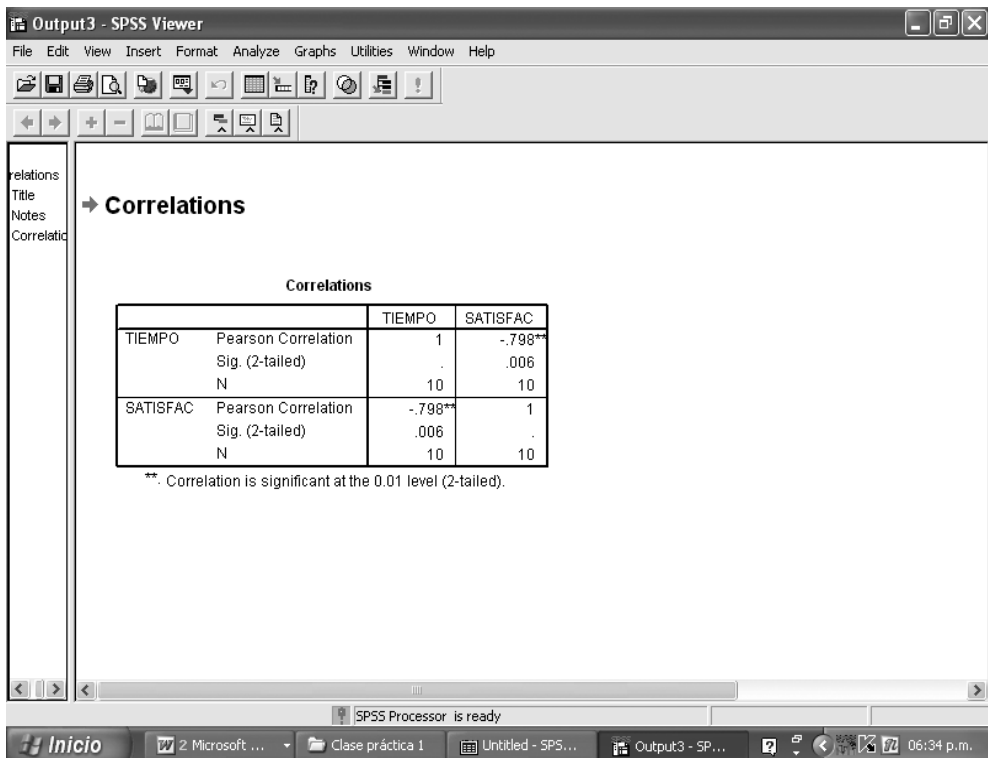 Output3 - SPSS Viewer
File Edit View Insert Format Analyze Graphs Utilities Window Help
relations
Title
Notes
Correlatio
Correlations
Correlations
TIEMPO SATISFAC
TIEMPO Pearson Correlation 1 -.798**
Sig. (2-tailed) . .006
N 10 10
SATISFAC Pearson Correlation -.798** 1
Sig. (2-tailed) .006 .
N 10 10
**. Correlation is significant at the 0.01 level (2-tailed).
SPSS Processor is ready
Inicio 2 Microsoft ... Clase práctica 1 Untitled - SPS... Output3 - SP... 06:34 p.m.